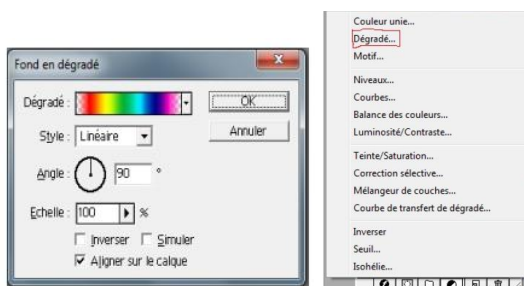 Fond en dégradé
Dégradé :
OK
Style : Linéaire
Annuler
Angle : 90 °
Echelle : 100 %
Inverser Simuler
Aligner sur le calque
Couleur unie...
Dégradé...
Motif...
Niveaux...
Courbes...
Balance des couleurs...
Luminosité/Contraste...
Teinte/Saturation...
Correction sélective...
Mélangeur de couches...
Courbe de transfert de dégradé...
Inverser
Seuil...
Isohélie...